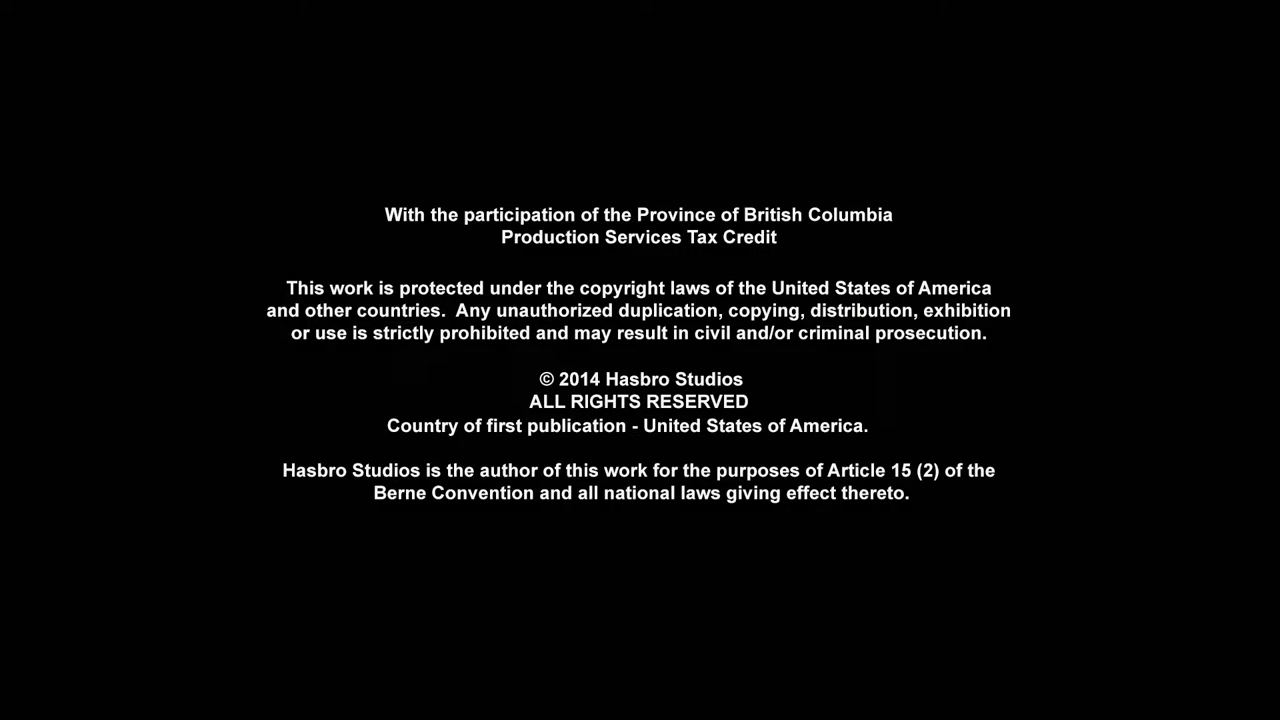 With the participation of the Province of British Columbia
Production Services Tax Credit
This work is protected under the copyright laws of the United States of America
and other countries.  Any unauthorized duplication, copying, distribution, exhibition
or use is strictly prohibited and may result in civil and/or criminal prosecution.
© 2014 Hasbro Studios
ALL RIGHTS RESERVED
Country of first publication - United States of America.
Hasbro Studios is the author of this work for the purposes of Article 15 (2) of the
Berne Convention and all national laws giving effect thereto.